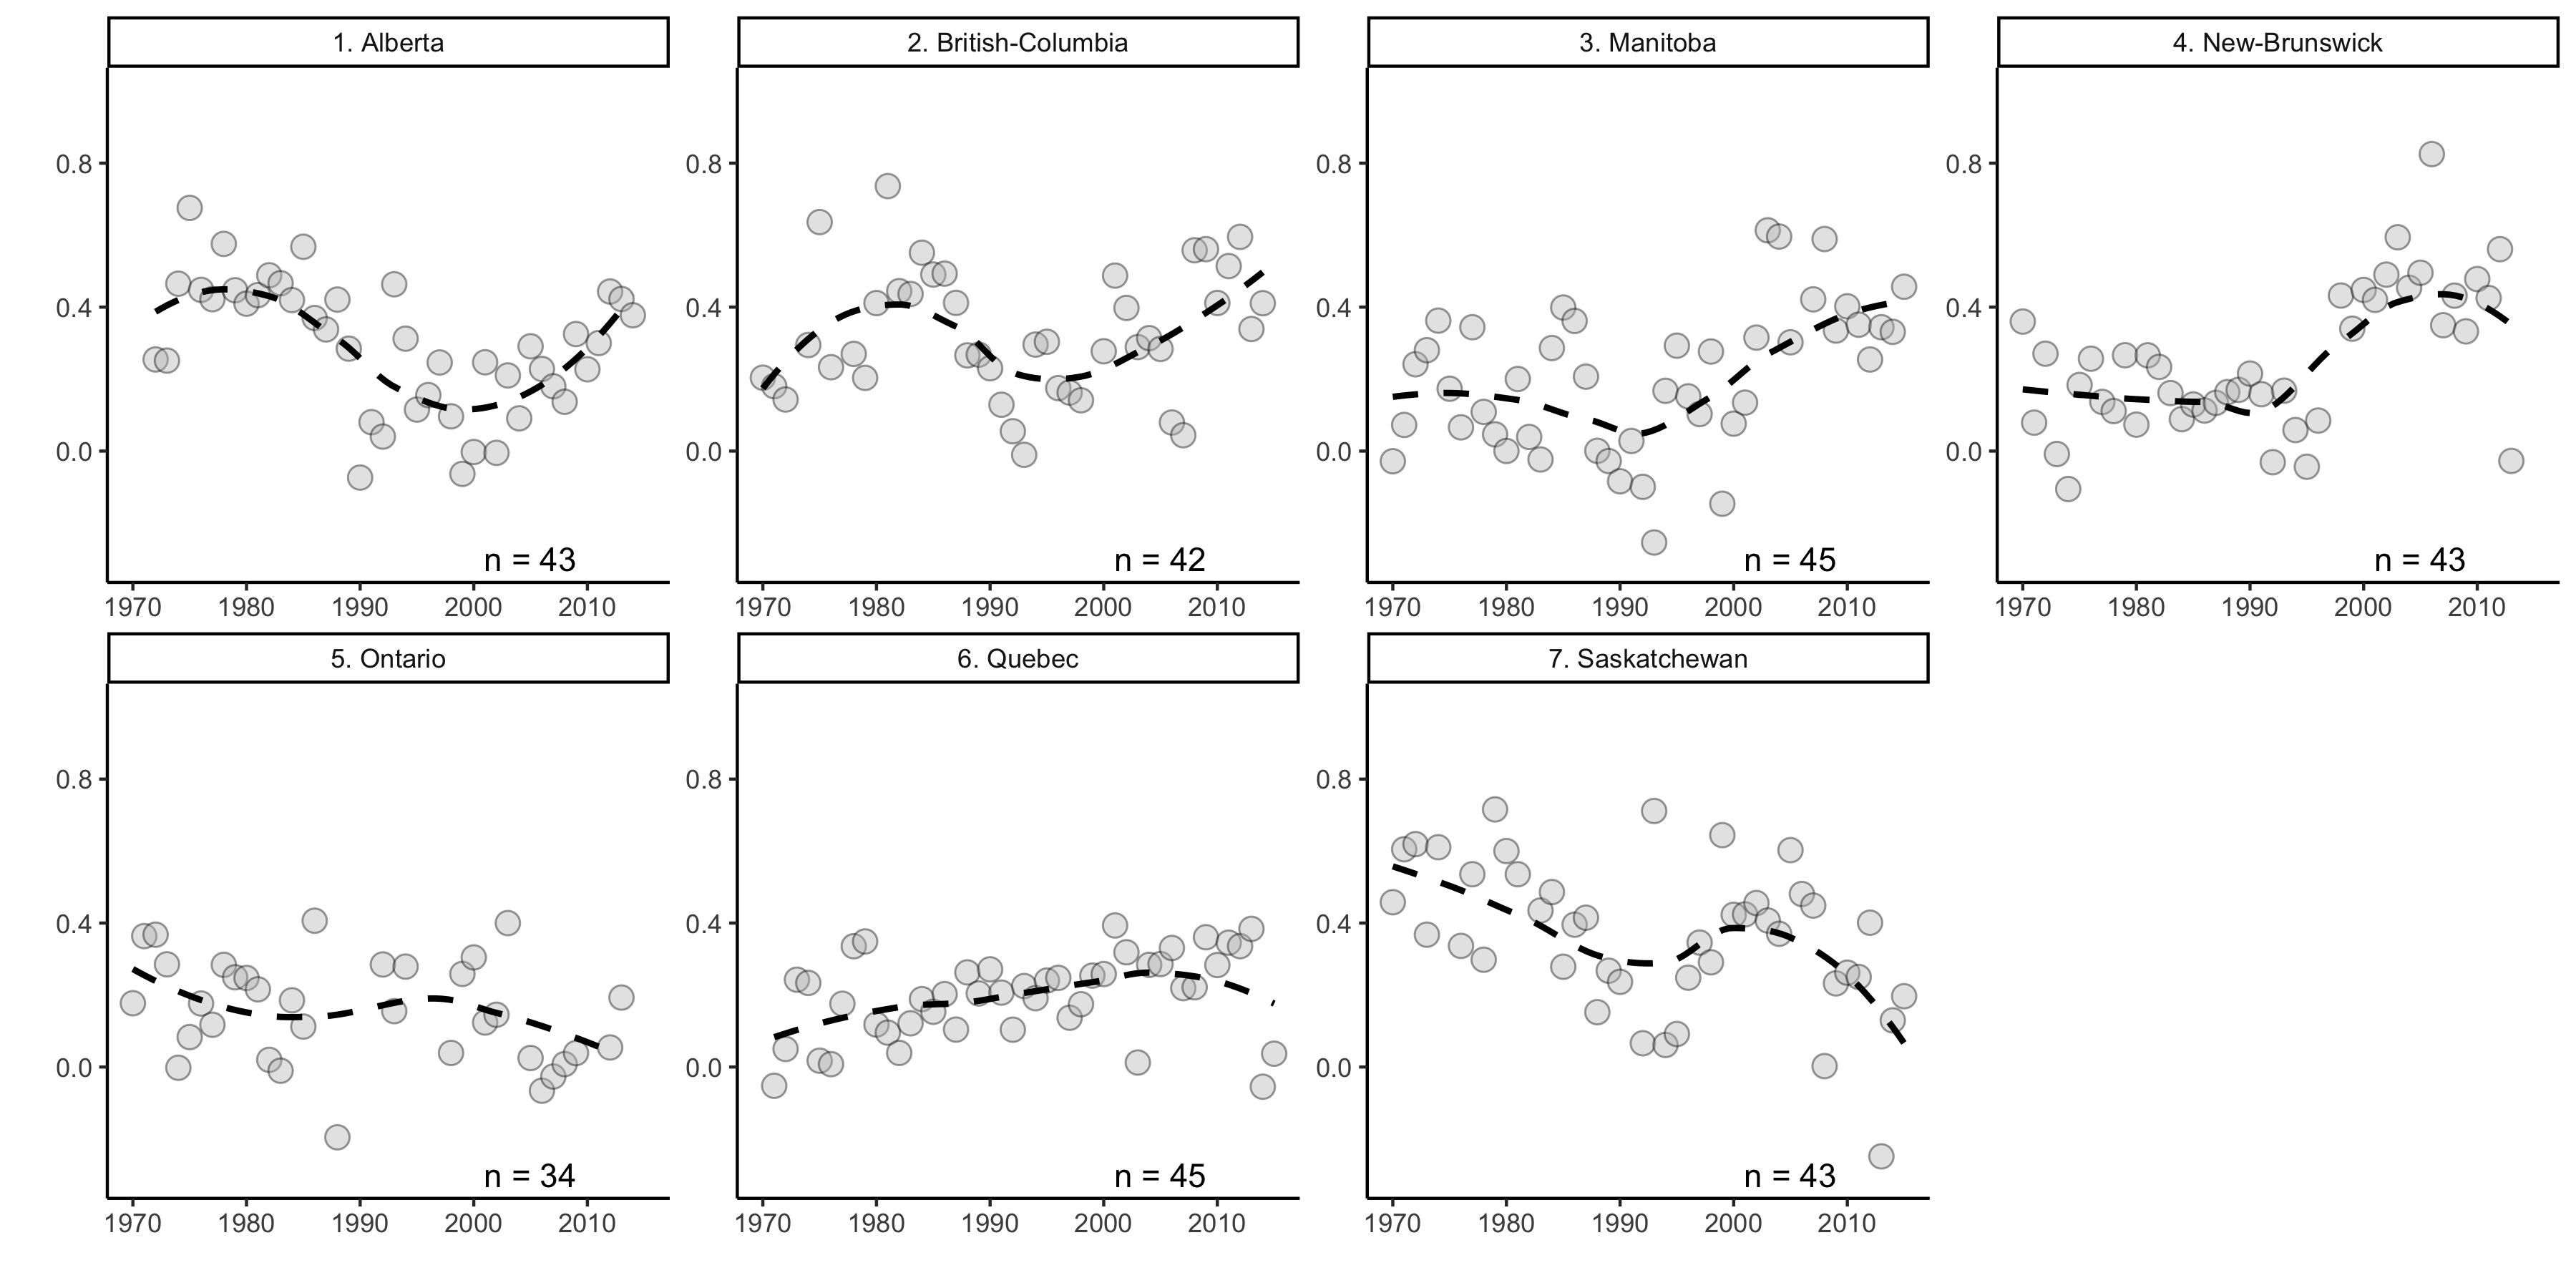 1. Alberta
2. British-Columbia
3. Manitoba
4. New-Brunswick
0.8
0.4
0.0
n = 43
1970 1980 1990 2000 2010
0.8
0.4
0.0
n = 42
1970 1980 1990 2000 2010
0.8
0.4
0.0
n = 45
1970 1980 1990 2000 2010
0.8
0.4
0.0
n = 43
1970 1980 1990 2000 2010
5. Ontario
6. Quebec
7. Saskatchewan
0.8
0.4
0.0
n = 34
1970 1980 1990 2000 2010
0.8
0.4
0.0
n = 45
1970 1980 1990 2000 2010
0.8
0.4
0.0
n = 43
1970 1980 1990 2000 2010